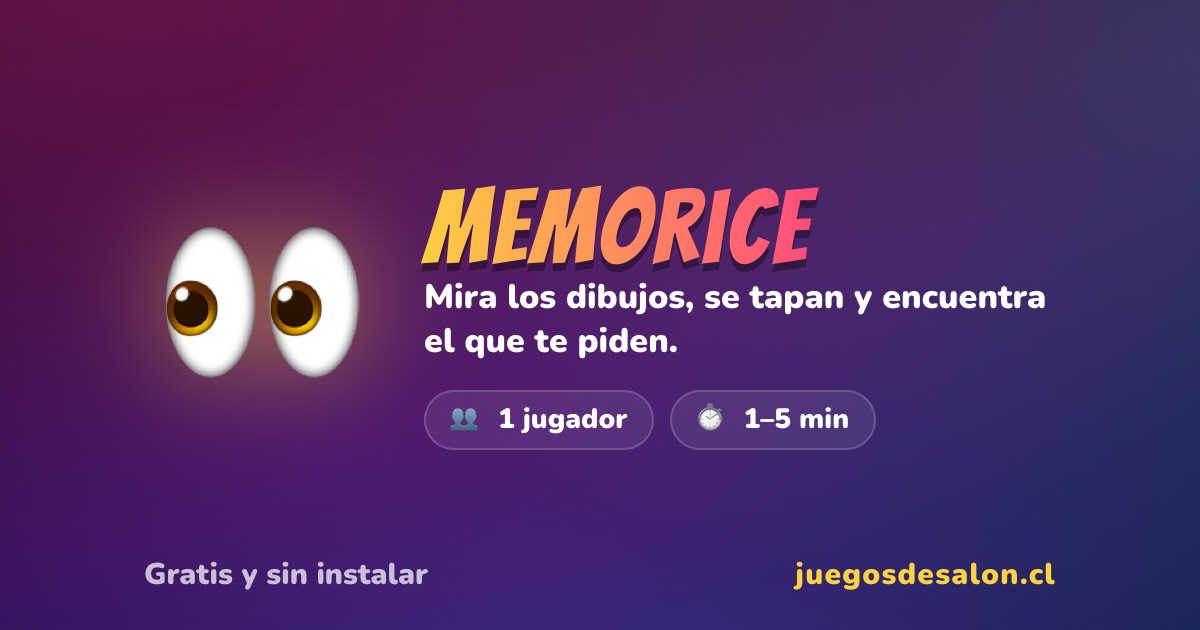 MEMORICE
Mira los dibujos, se tapan y encuentra
el que te piden.
1 jugador
1–5 min
Gratis y sin instalar
juegosdesalon.cl